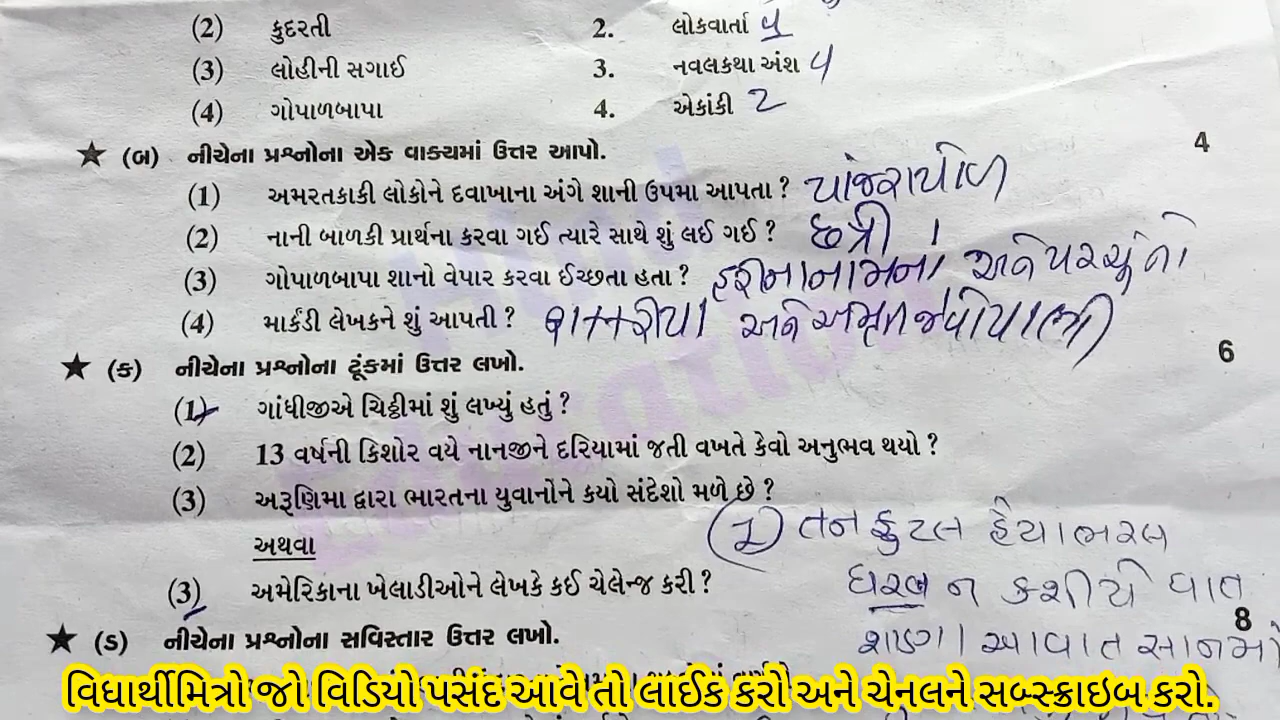 (2) કુદરતી 2. લોકવાર્તા
(3) લોહીની સગાઈ 3. નવલકથા અંશ 4
(4) ગોપાળબાપા 4. એકાંકી 2
★ (બ) નીચેના પ્રશ્નોના એક વાક્યમાં ઉત્તર આપો. 4
(1) અમરતકાકી લોકોને દવાખાના અંગે શાની ઉપમા આપતા ? પાંજરાપોળ
(2) નાની બાળકી પ્રાર્થના કરવા ગઈ ત્યારે સાથે શું લઈ ગઈ ? છત્રી
(3) ગોપાળબાપા શાનો વેપાર કરવા ઈચ્છતા હતા ? અને
(4) માર્કંડી લેખકને શું આપતી ? અને
★ (ક) નીચેના પ્રશ્નોના ટૂંકમાં ઉત્તર લખો. 6
(1) ગાંધીજીએ ચિઠ્ઠીમાં શું લખ્યું હતું ?
(2) 13 વર્ષની કિશોર વયે નાનજીને દરિયામાં જતી વખતે કેવો અનુભવ થયો ?
(3) અરુણિમા દ્વારા ભારતના યુવાનોને કયો સંદેશો મળે છે ?
(1) તન
અથવા
(3) અમેરિકાના ખેલાડીઓને લેખકે કઈ ચેલેન્જ કરી ? ન વાત
★ (ડ) નીચેના પ્રશ્નોના સવિસ્તાર ઉત્તર લખો. 8
વિદ્યાર્થીમિત્રો જો વિડિયો પસંદ આવે તો લાઈક કરો અને ચેનલને સબ્સ્ક્રાઇબ કરો.